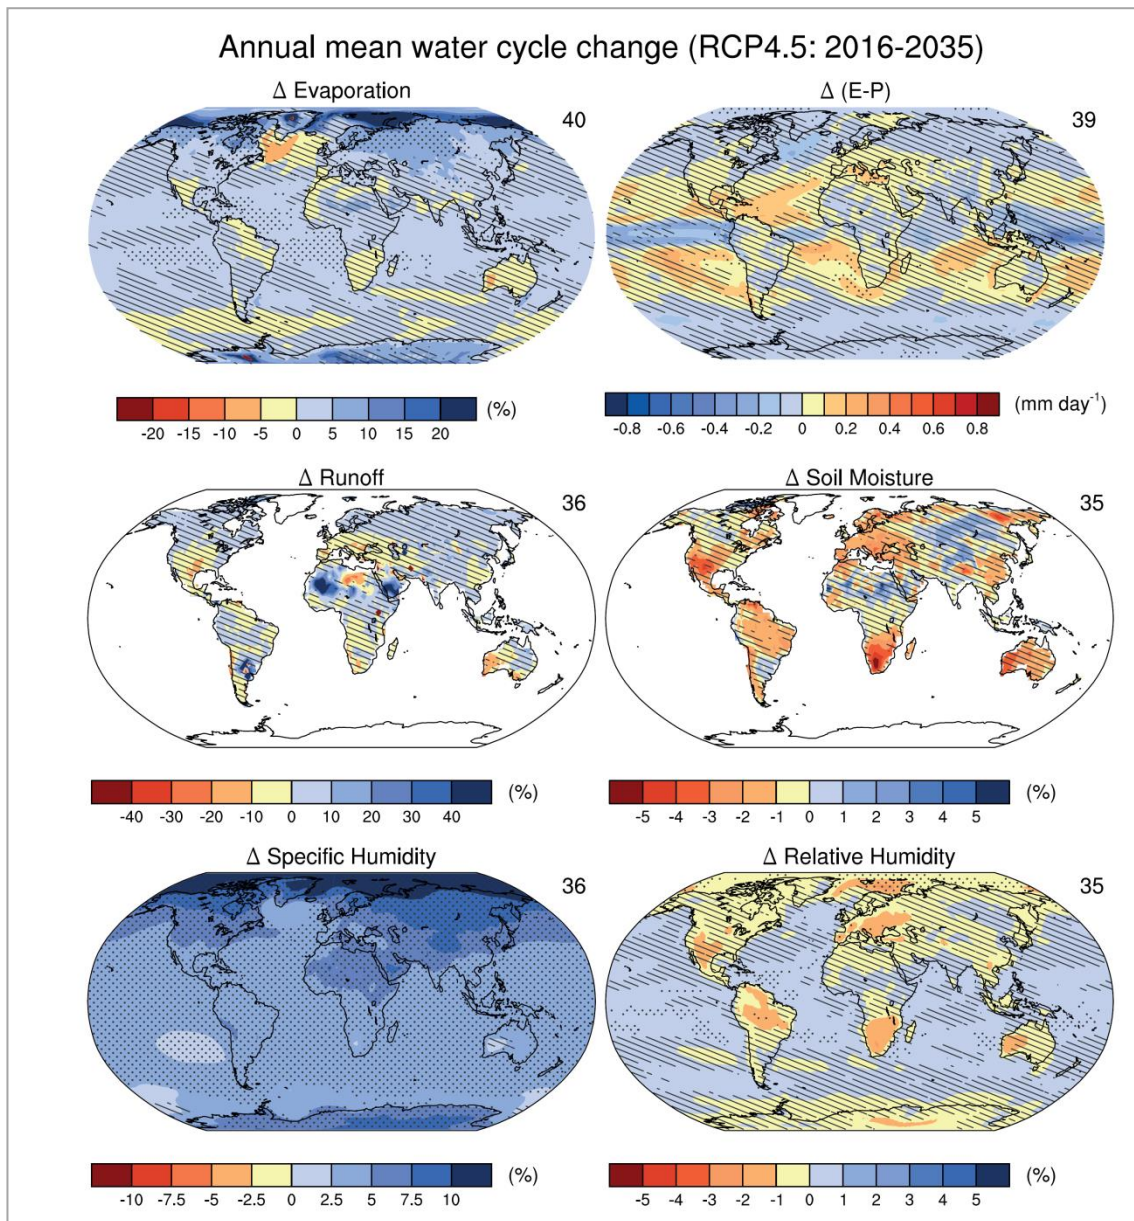 Annual mean water cycle change (RCP4.5: 2016-2035)
Δ Evaporation
40
-20 -15 -10 -5 0 5 10 15 20 (%)
Δ (E-P)
39
-0.8 -0.6 -0.4 -0.2 0 0.2 0.4 0.6 0.8 (mm day⁻¹)
Δ Runoff
36
-40 -30 -20 -10 0 10 20 30 40 (%)
Δ Soil Moisture
35
-5 -4 -3 -2 -1 0 1 2 3 4 5 (%)
Δ Specific Humidity
36
-10 -7.5 -5 -2.5 0 2.5 5 7.5 10 (%)
Δ Relative Humidity
35
-5 -4 -3 -2 -1 0 1 2 3 4 5 (%)